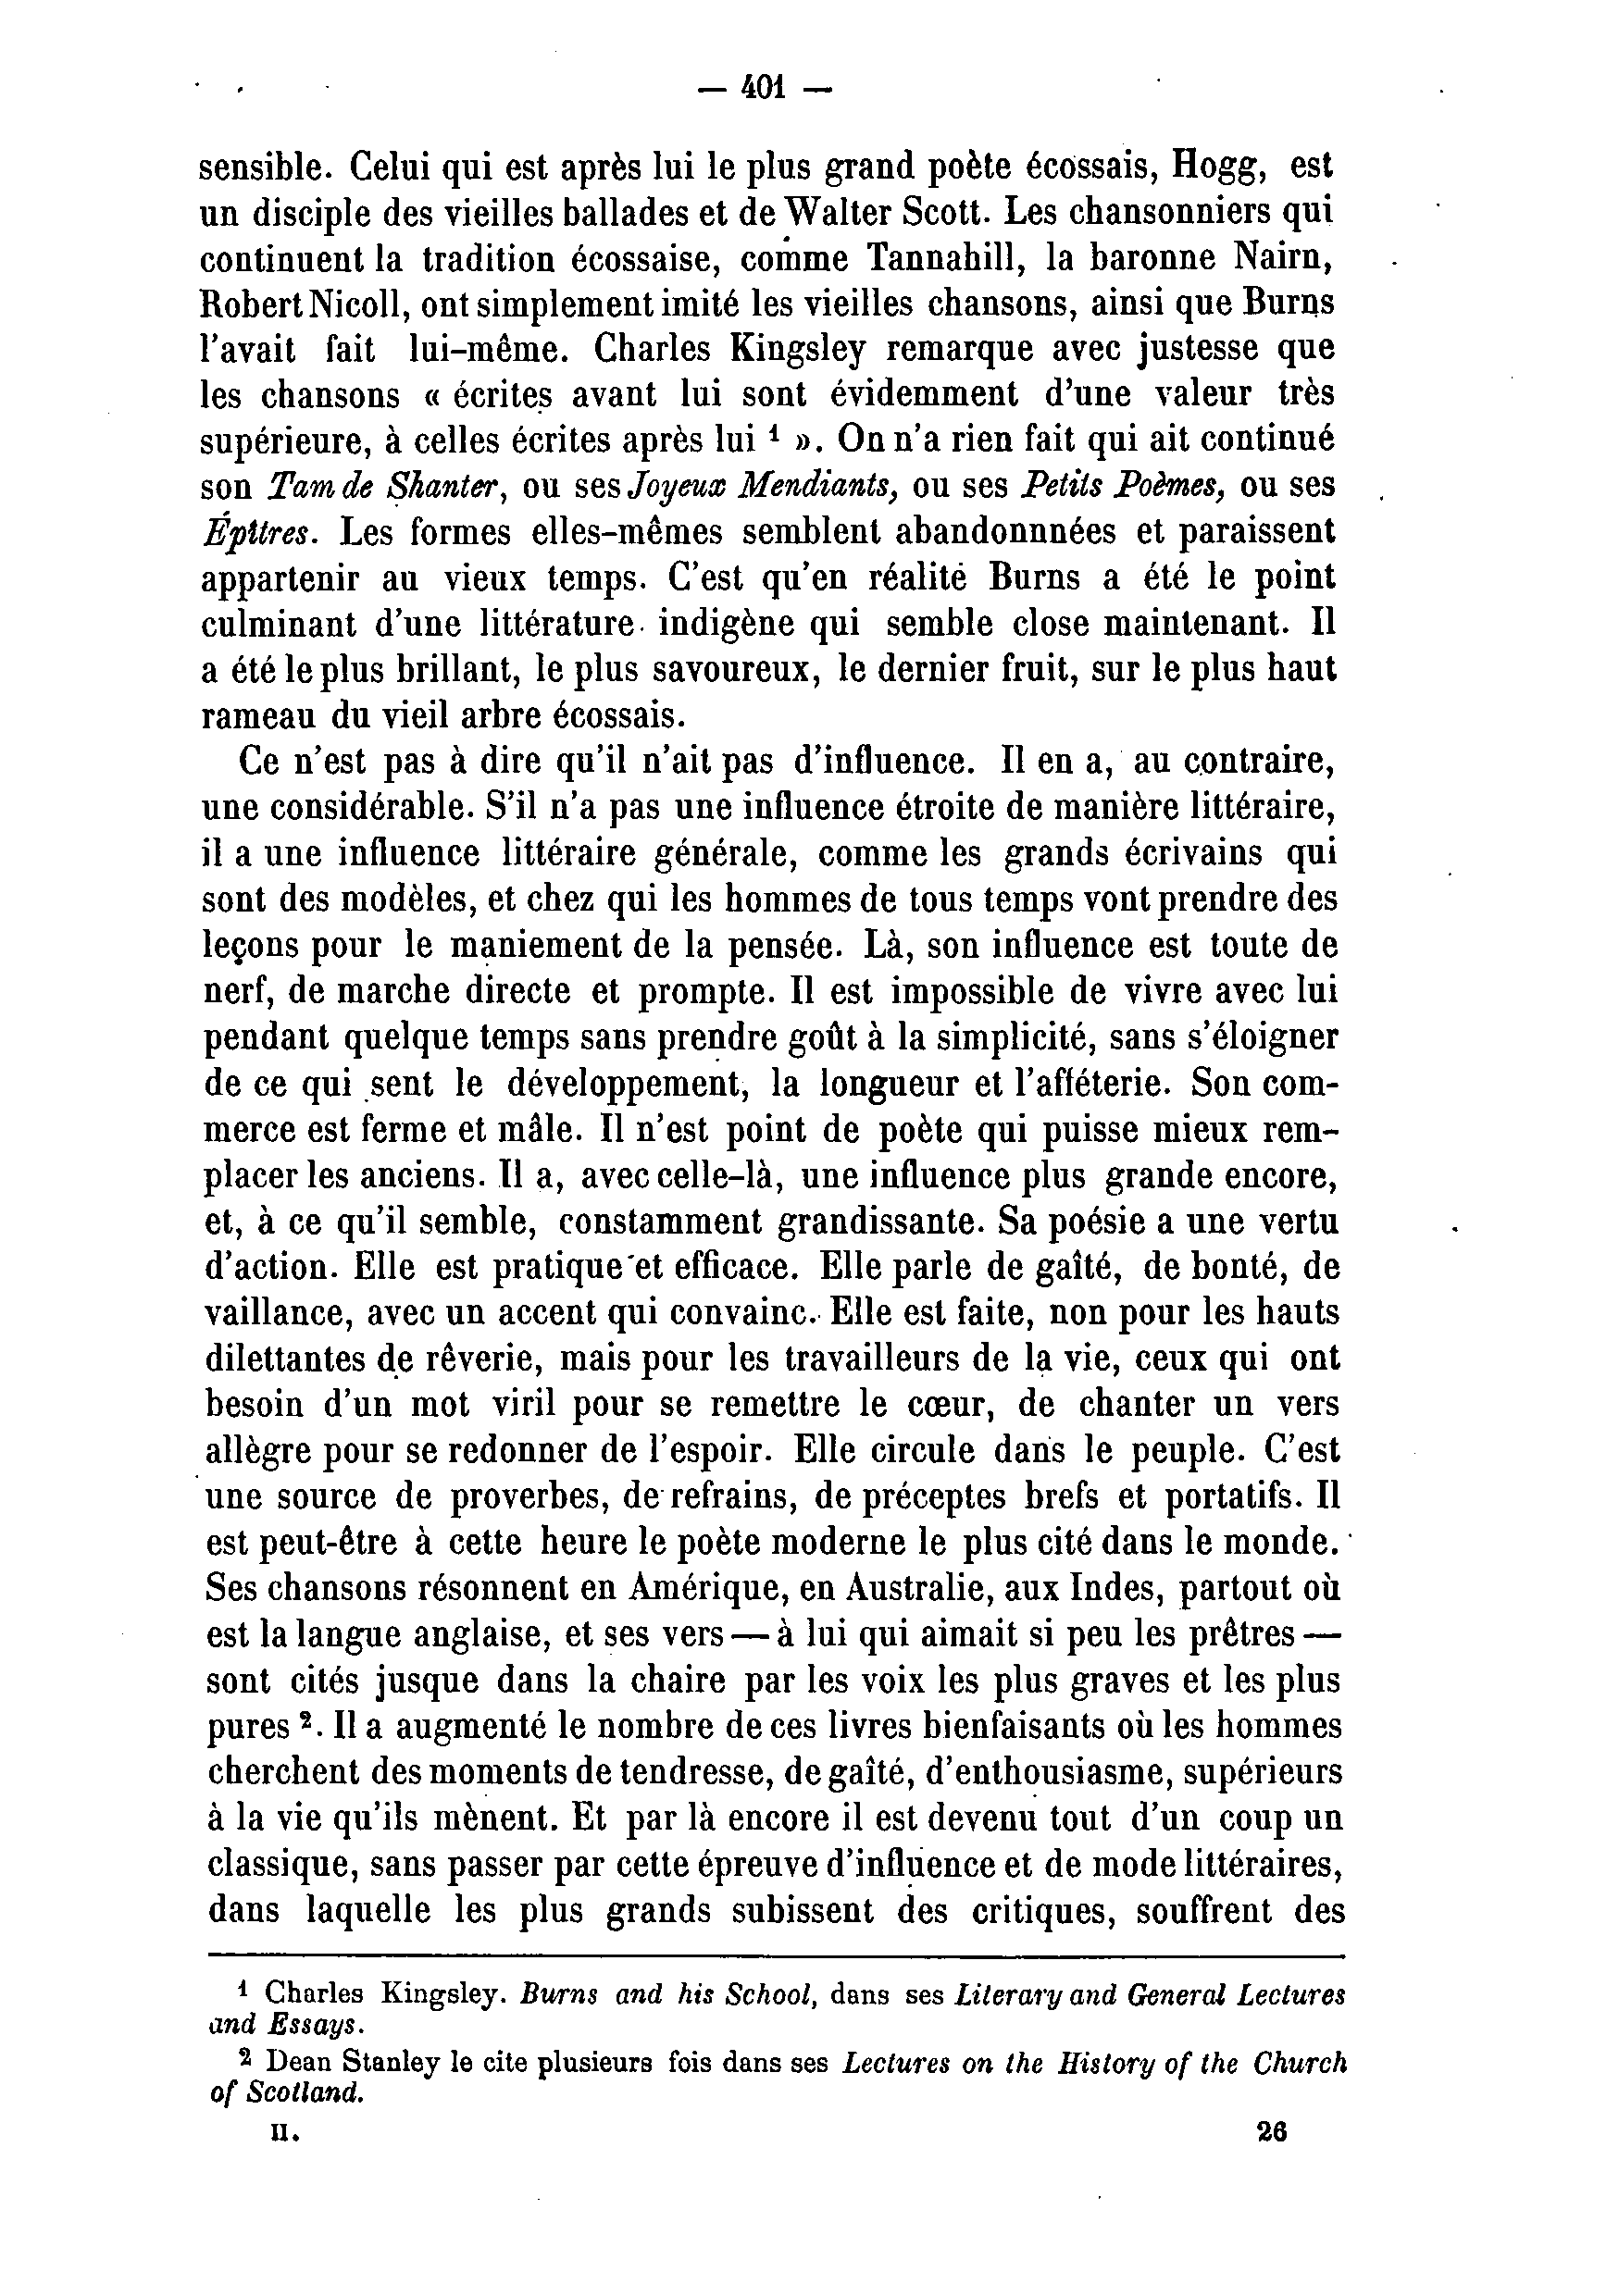 — 401 —
sensible. Celui qui est après lui le plus grand poète écossais, Hogg, est
un disciple des vieilles ballades et de Walter Scott. Les chansonniers qui
continuent la tradition écossaise, comme Tannahill, la baronne Nairn,
Robert Nicoll, ont simplement imité les vieilles chansons, ainsi que Burns
l'avait fait lui-même. Charles Kingsley remarque avec justesse que
les chansons « écrites avant lui sont évidemment d'une valeur très
supérieure, à celles écrites après lui ¹ ». On n'a rien fait qui ait continué
son Tam de Shanter, ou ses Joyeux Mendiants, ou ses Petits Poèmes, ou ses
Épîtres. Les formes elles-mêmes semblent abandonnnées et paraissent
appartenir au vieux temps. C'est qu'en réalité Burns a été le point
culminant d'une littérature indigène qui semble close maintenant. Il
a été le plus brillant, le plus savoureux, le dernier fruit, sur le plus haut
rameau du vieil arbre écossais.
Ce n'est pas à dire qu'il n'ait pas d'influence. Il en a, au contraire,
une considérable. S'il n'a pas une influence étroite de manière littéraire,
il a une influence littéraire générale, comme les grands écrivains qui
sont des modèles, et chez qui les hommes de tous temps vont prendre des
leçons pour le maniement de la pensée. Là, son influence est toute de
nerf, de marche directe et prompte. Il est impossible de vivre avec lui
pendant quelque temps sans prendre goût à la simplicité, sans s'éloigner
de ce qui sent le développement, la longueur et l'afféterie. Son com-
merce est ferme et mâle. Il n'est point de poète qui puisse mieux rem-
placer les anciens. Il a, avec celle-là, une influence plus grande encore,
et, à ce qu'il semble, constamment grandissante. Sa poésie a une vertu
d'action. Elle est pratique et efficace. Elle parle de gaîté, de bonté, de
vaillance, avec un accent qui convainc. Elle est faite, non pour les hauts
dilettantes de rêverie, mais pour les travailleurs de la vie, ceux qui ont
besoin d'un mot viril pour se remettre le cœur, de chanter un vers
allègre pour se redonner de l'espoir. Elle circule dans le peuple. C'est
une source de proverbes, de refrains, de préceptes brefs et portatifs. Il
est peut-être à cette heure le poète moderne le plus cité dans le monde.
Ses chansons résonnent en Amérique, en Australie, aux Indes, partout où
est la langue anglaise, et ses vers — à lui qui aimait si peu les prêtres —
sont cités jusque dans la chaire par les voix les plus graves et les plus
pures ². Il a augmenté le nombre de ces livres bienfaisants où les hommes
cherchent des moments de tendresse, de gaîté, d'enthousiasme, supérieurs
à la vie qu'ils mènent. Et par là encore il est devenu tout d'un coup un
classique, sans passer par cette épreuve d'influence et de mode littéraires,
dans laquelle les plus grands subissent des critiques, souffrent des
¹ Charles Kingsley. Burns and his School, dans ses Literary and General Lectures
and Essays.
² Dean Stanley le cite plusieurs fois dans ses Lectures on the History of the Church
of Scotland.
II. 26